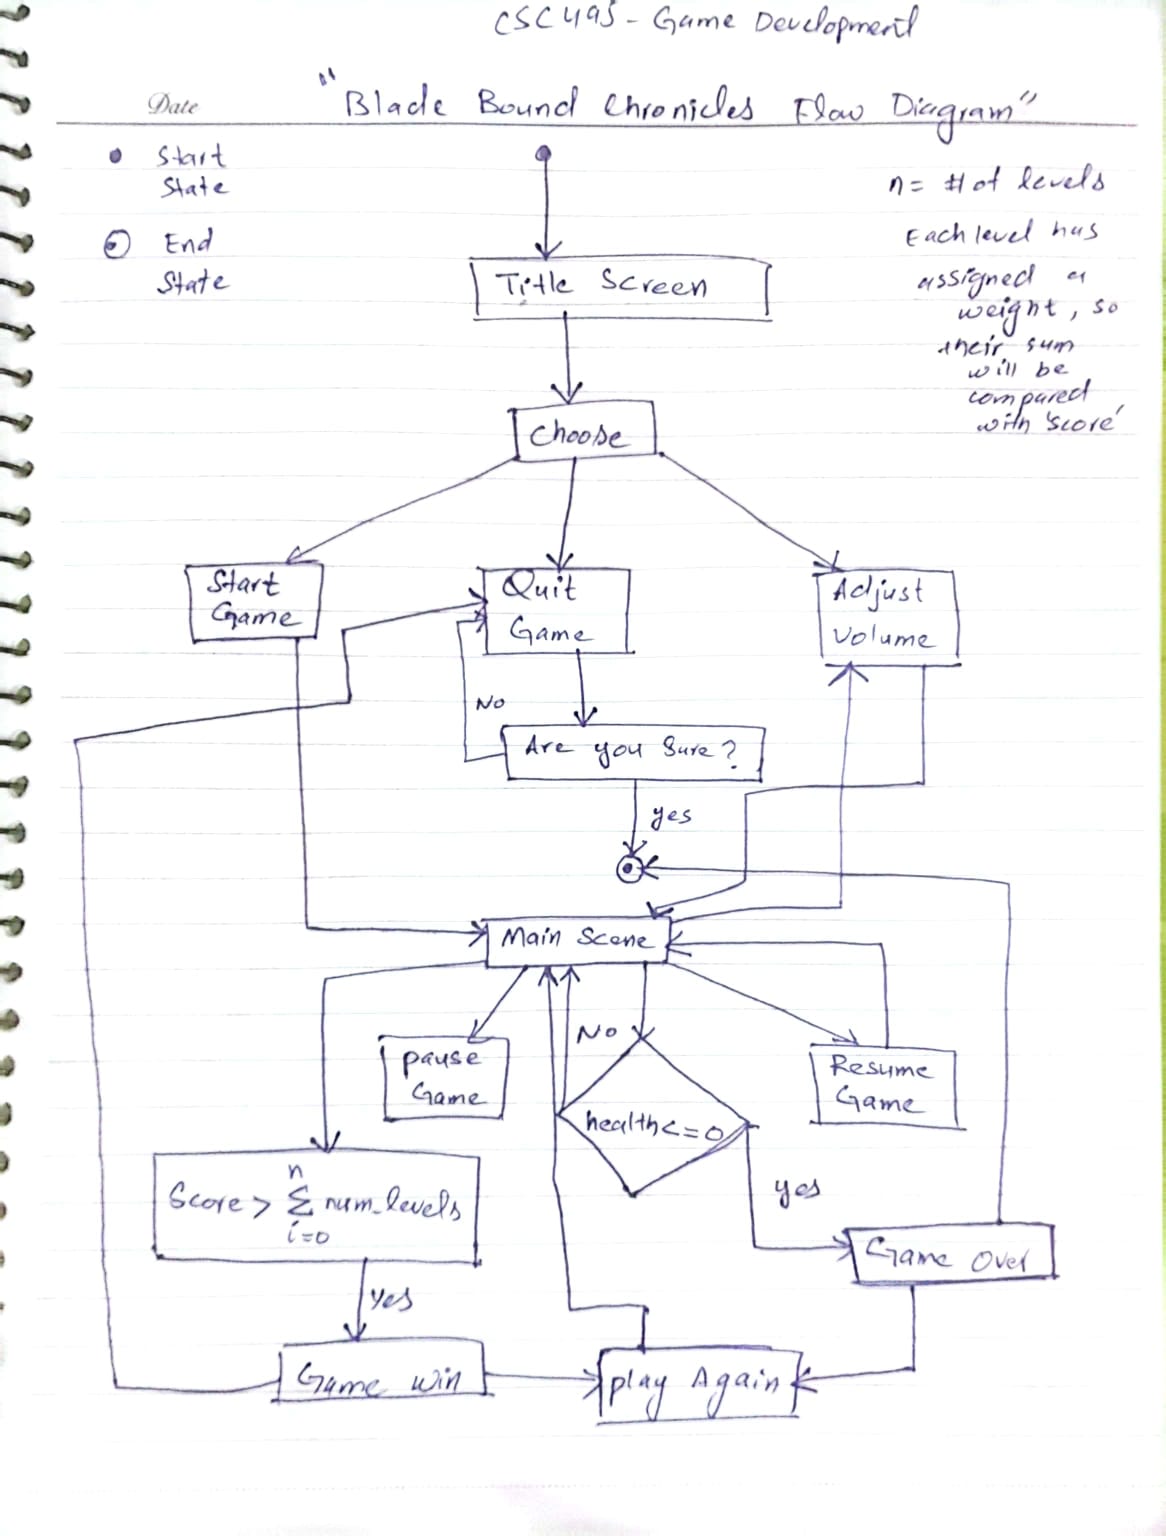 CSC495 - Game Development
Date
"Blade Bound Chronicles Flow Diagram"
Start
State
End
State
n = # of levels
Each level has
assigned a
weight, so
their sum
will be
compared
with 'score'
Title Screen
Choose
Start
Game
Quit
Game
Adjust
Volume
No
Are you Sure?
yes
Main Scene
No
pause
Game
health<=0
Resume
Game
yes
n
Score > Σ num_levels
i=0
yes
Game Over
Game Win
play Again